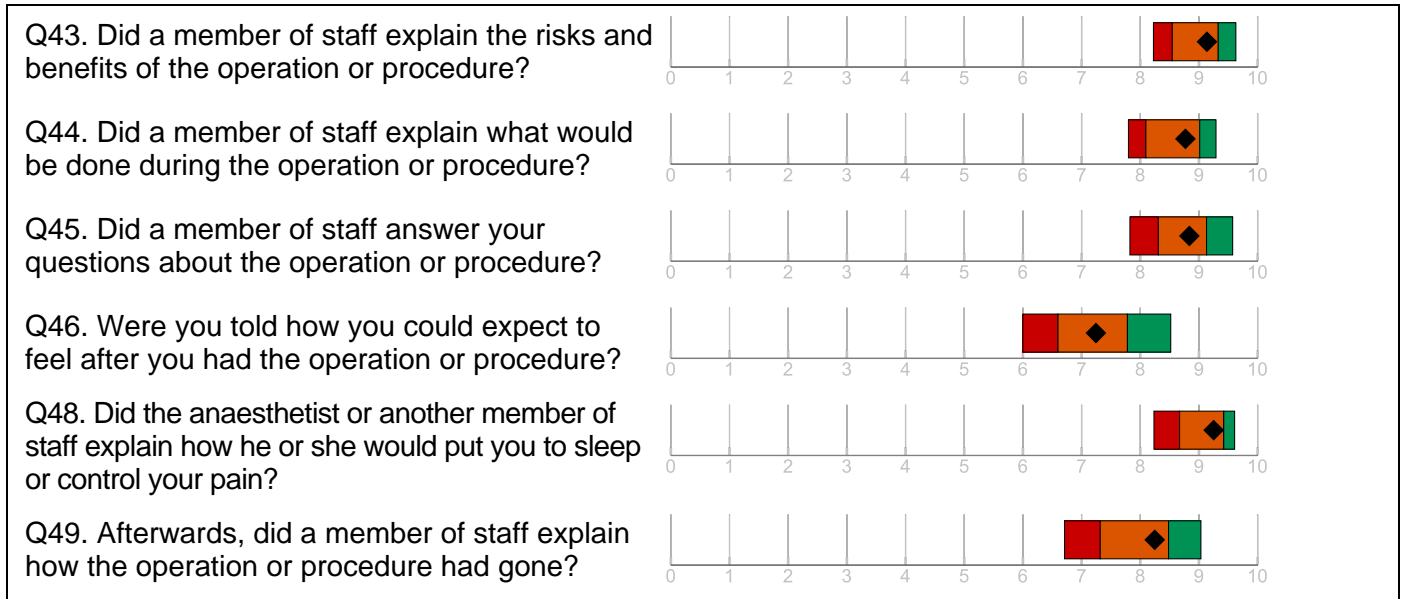 Q43. Did a member of staff explain the risks and
benefits of the operation or procedure?
0 1 2 3 4 5 6 7 8 9 10
Q44. Did a member of staff explain what would
be done during the operation or procedure?
0 1 2 3 4 5 6 7 8 9 10
Q45. Did a member of staff answer your
questions about the operation or procedure?
0 1 2 3 4 5 6 7 8 9 10
Q46. Were you told how you could expect to
feel after you had the operation or procedure?
0 1 2 3 4 5 6 7 8 9 10
Q48. Did the anaesthetist or another member of
staff explain how he or she would put you to sleep
or control your pain?
0 1 2 3 4 5 6 7 8 9 10
Q49. Afterwards, did a member of staff explain
how the operation or procedure had gone?
0 1 2 3 4 5 6 7 8 9 10